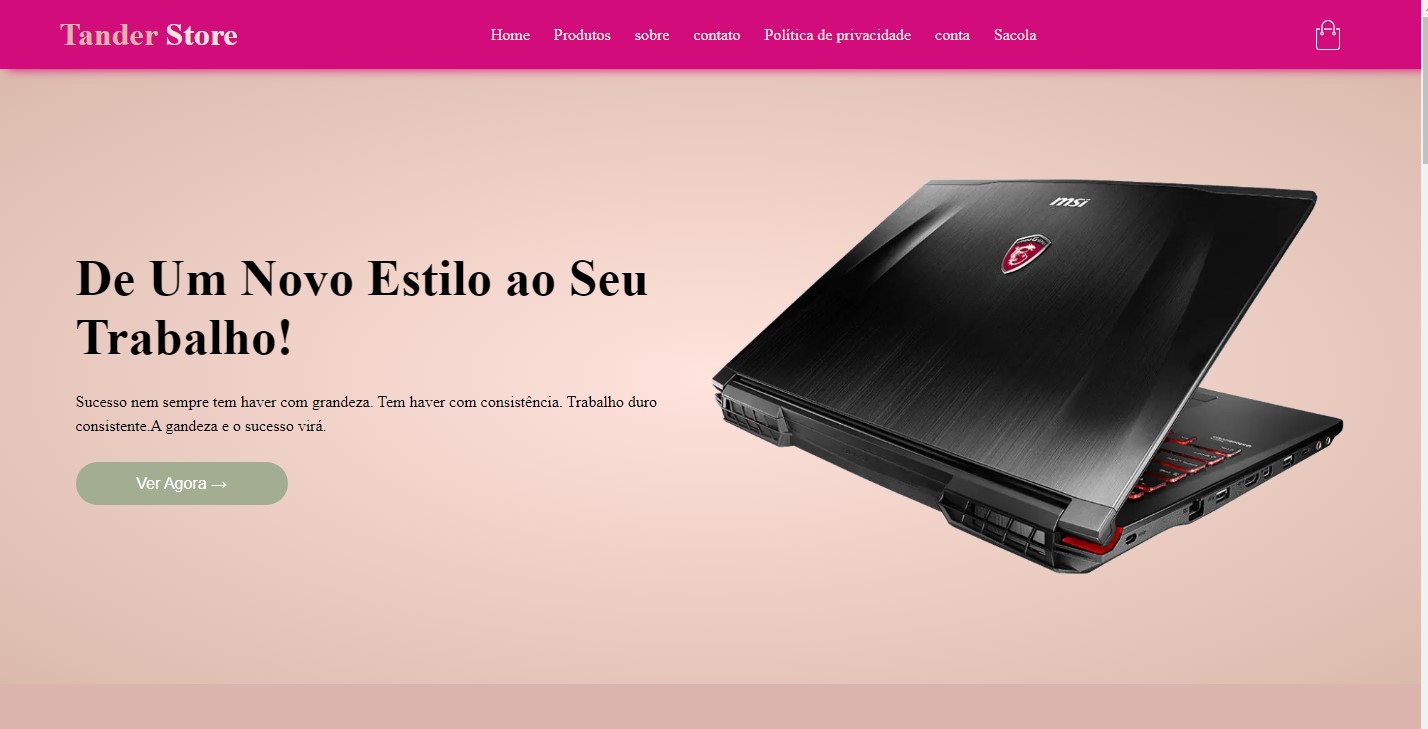 Tander Store
Home Produtos sobre contato Política de privacidade conta Sacola
msi
De Um Novo Estilo ao Seu
Trabalho!
Sucesso nem sempre tem haver com grandeza. Tem haver com consistência. Trabalho duro
consistente.A gandeza e o sucesso virá.
Ver Agora →